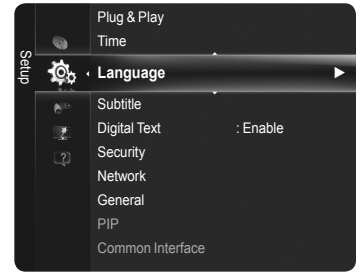 Setup
Plug & Play
Time
Language
Subtitle
Digital Text : Enable
Security
Network
General
PIP
Common Interface